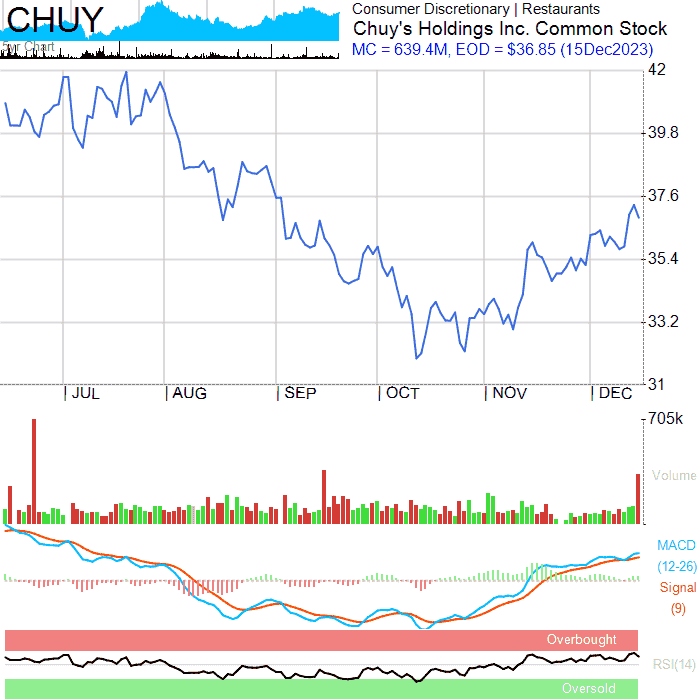 CHUY
5yr Chart
Consumer Discretionary | Restaurants
Chuy's Holdings Inc. Common Stock
MC = 639.4M, EOD = $36.85 (15Dec2023)
42
39.8
37.6
35.4
33.2
31
| JUL | AUG | SEP | OCT | NOV | DEC
705k
Volume
MACD
(12-26)
Signal
(9)
Overbought
RSI(14)
Oversold